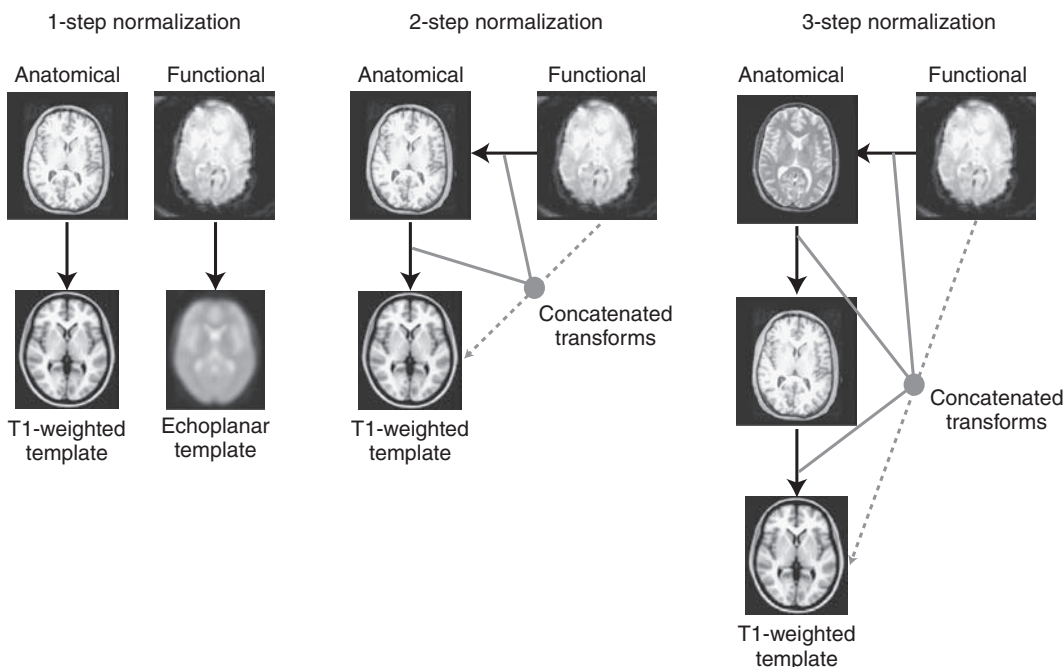 1-step normalization
2-step normalization
3-step normalization
Anatomical
Functional
Anatomical
Functional
Anatomical
Functional
T1-weighted
template
Echoplanar
template
T1-weighted
template
Concatenated
transforms
Concatenated
transforms
T1-weighted
template